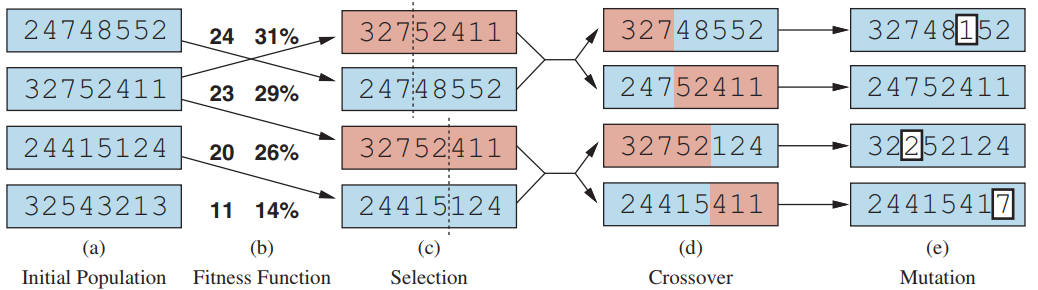 24748552 24 31% 32752411 32748552 32748152
32752411 23 29% 24748552 24752411 24752411
24415124 20 26% 32752411 32752124 32252124
32543213 11 14% 24415124 24415411 24415417
(a) (b) (c) (d) (e)
Initial Population Fitness Function Selection Crossover Mutation